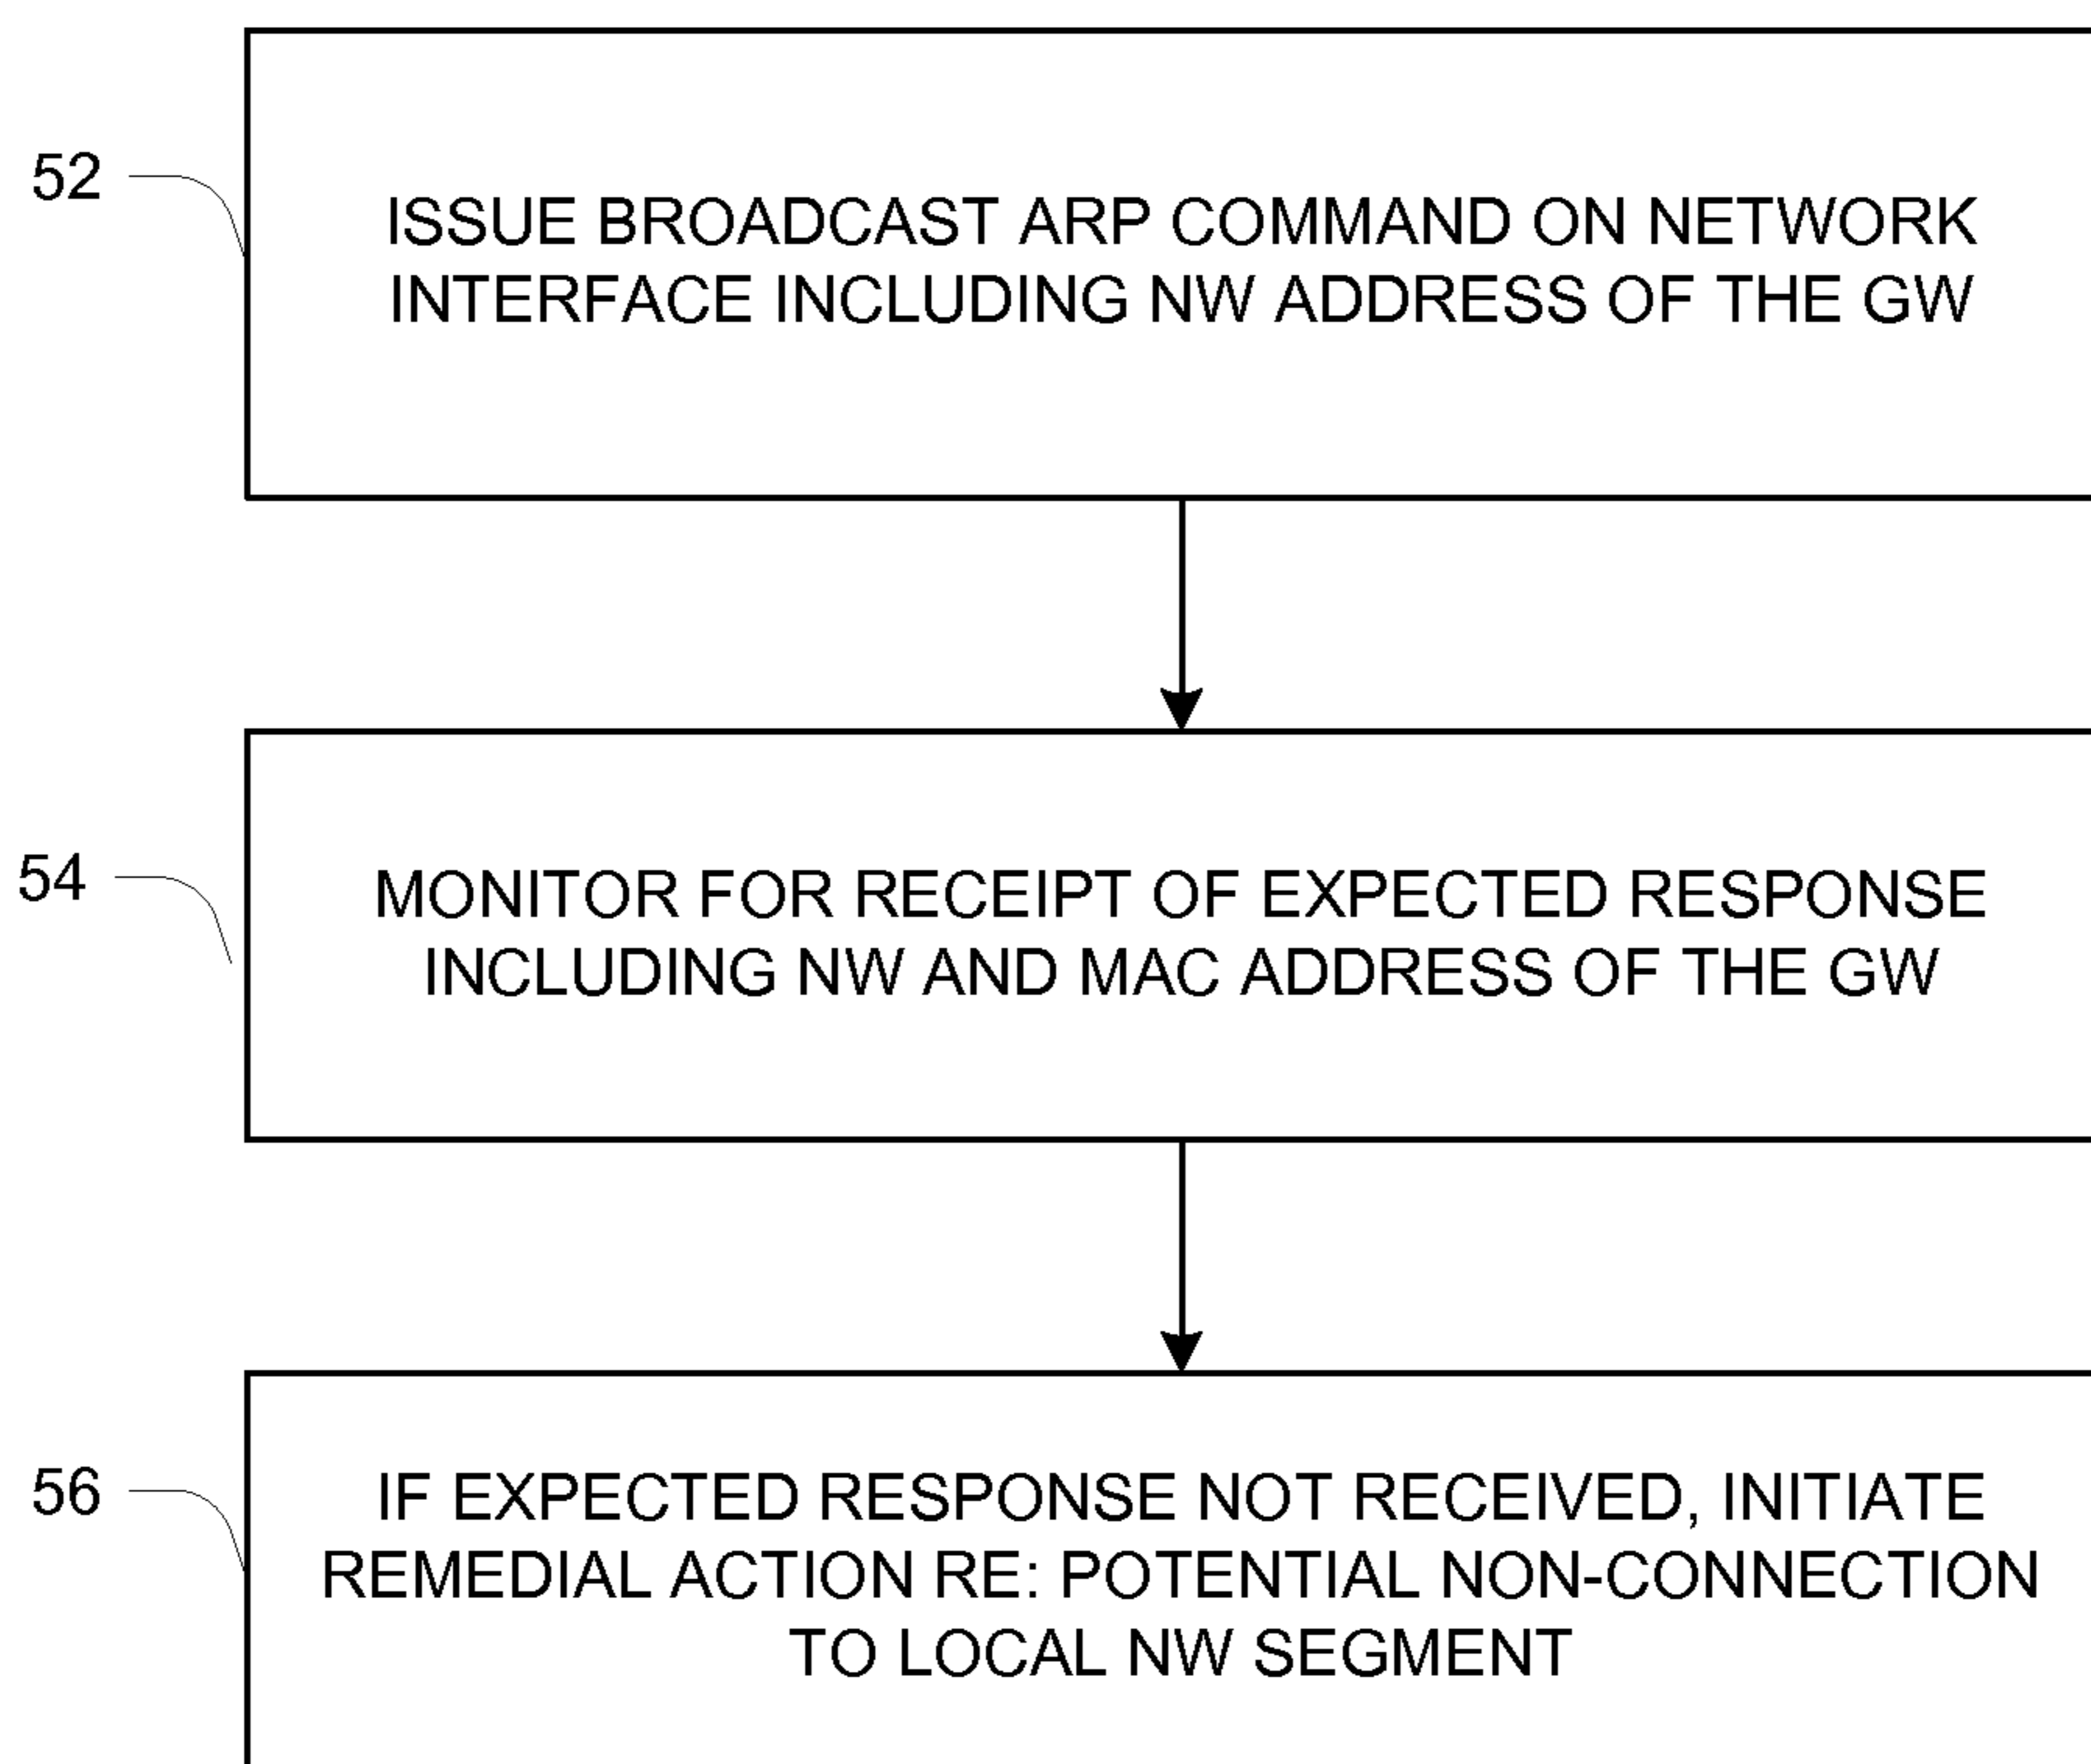 52
ISSUE BROADCAST ARP COMMAND ON NETWORK
INTERFACE INCLUDING NW ADDRESS OF THE GW
54
MONITOR FOR RECEIPT OF EXPECTED RESPONSE
INCLUDING NW AND MAC ADDRESS OF THE GW
56
IF EXPECTED RESPONSE NOT RECEIVED, INITIATE
REMEDIAL ACTION RE: POTENTIAL NON-CONNECTION
TO LOCAL NW SEGMENT